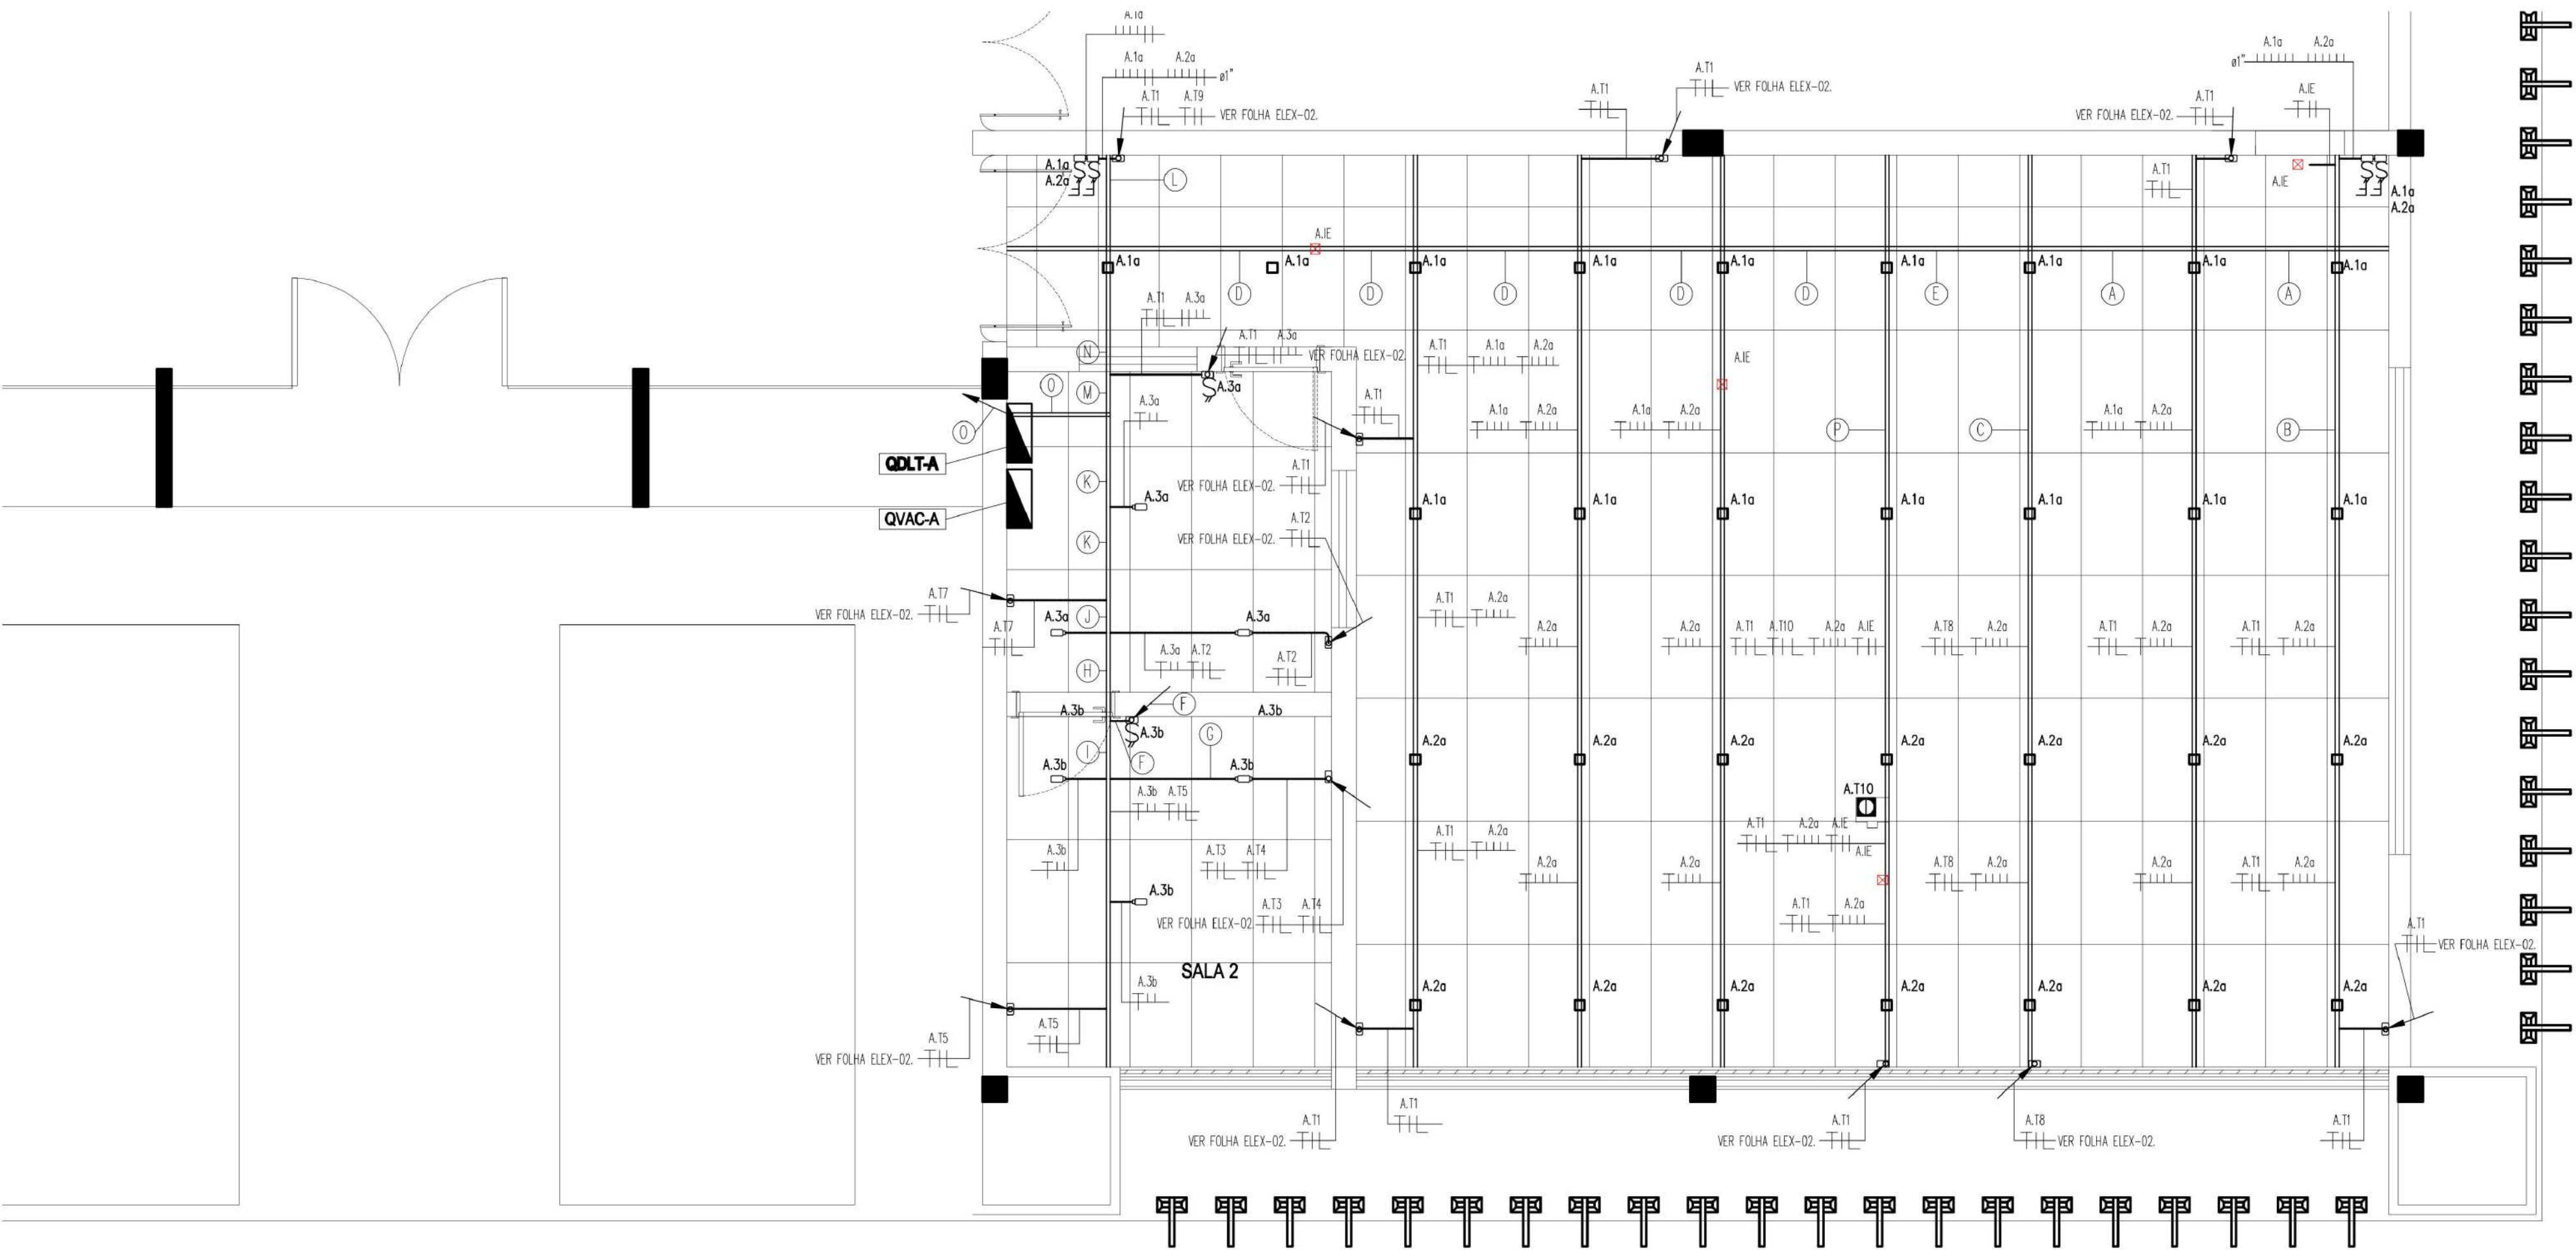 A.1a
A.1a A.2a ø1"
A.T1 A.T9 VER FOLHA ELEX-02.
A.T1 VER FOLHA ELEX-02.
A.T1
A.1a A.2a
ø1"
A.IE
VER FOLHA ELEX-02. A.T1
A.1a
A.2a
L
A.T1
A.IE
A.1a
A.2a
A.IE
A.1a A.1a A.1a A.1a A.1a A.1a A.1a A.1a A.1a
D D D D D E A A
A.T1 A.3a
A.T1 A.3a
VER FOLHA ELEX-02.
N
A.T1 A.1a A.2a
A.IE
O M A.3a
A.3a
A.T1
A.1a A.2a A.1a A.2a P C A.1a A.2a B
O
QDLT-A
A.T1
VER FOLHA ELEX-02.
K
A.3a
A.1a A.1a A.1a A.1a A.1a A.1a A.1a
QVAC-A
A.T2
VER FOLHA ELEX-02.
K
A.T7
VER FOLHA ELEX-02.
A.T7
A.3a J A.3a
A.T1 A.2a
A.2a A.2a A.T1 A.T10 A.2a A.IE A.T8 A.2a A.T1 A.2a A.T1 A.2a
A.3a A.T2
A.T2
H
F
A.3b A.3b
A.3b
G
I F
A.2a A.2a A.2a A.2a A.2a A.2a A.2a
A.3b A.3b
A.T10
A.3b A.T5
A.T1 A.2a A.IE
A.T1 A.2a
A.IE
A.3b
A.T3 A.T4
A.2a A.2a A.T8 A.2a A.2a A.T1 A.2a
A.3b
A.T3 A.T4
VER FOLHA ELEX-02.
A.T1 A.2a
A.T1
VER FOLHA ELEX-02.
SALA 2
A.3b
A.2a A.2a A.2a A.2a A.2a A.2a A.2a
A.T5
A.T5
VER FOLHA ELEX-02.
A.T1
A.T1
VER FOLHA ELEX-02.
A.T1
VER FOLHA ELEX-02.
A.T8
VER FOLHA ELEX-02.
A.T1